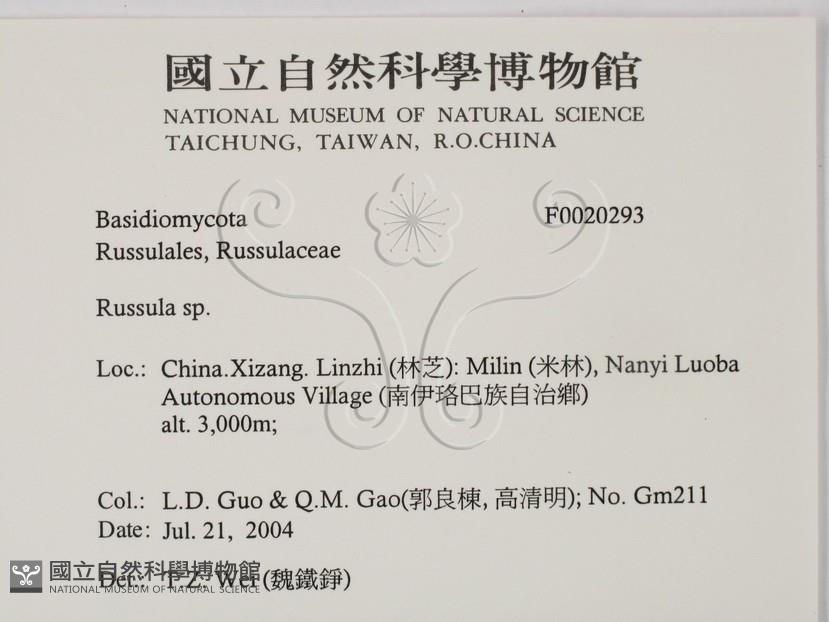 國立自然科學博物館
NATIONAL MUSEUM OF NATURAL SCIENCE
TAICHUNG, TAIWAN, R.O.CHINA
Basidiomycota F0020293
Russulales, Russulaceae
Russula sp.
Loc.: China.Xizang. Linzhi (林芝): Milin (米林), Nanyi Luoba
Autonomous Village (南伊珞巴族自治鄉)
alt. 3,000m;
Col.: L.D. Guo & Q.M. Gao(郭良棟, 高清明); No. Gm211
Date: Jul. 21, 2004
Det.: T.Z. Wei (魏鐵錚)
國立自然科學博物館
NATIONAL MUSEUM OF NATURAL SCIENCE